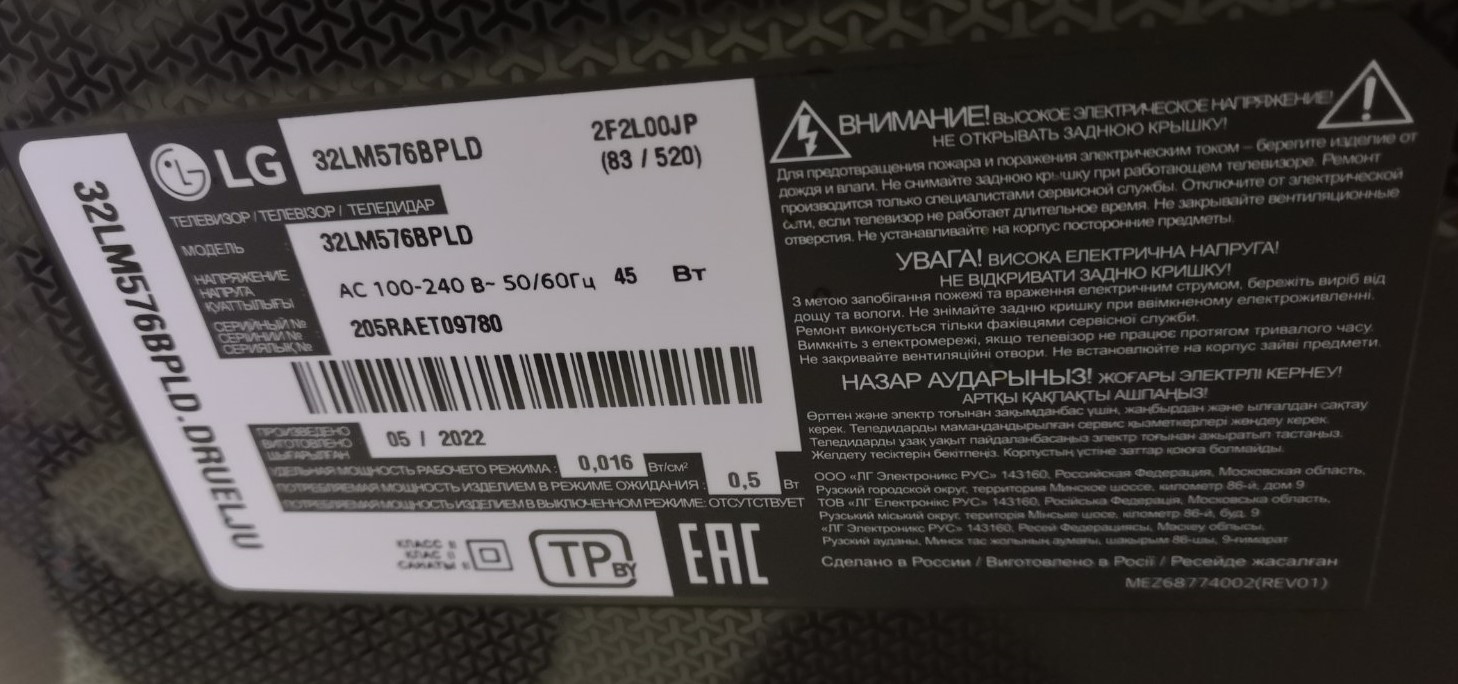 32LM576BPLD.DRUELJU
LG
32LM576BPLD
2F2L00JP
(83 / 520)
ТЕЛЕВИЗОР / ТЕЛЕВІЗОР / ТЕЛЕДИДАР
МОДЕЛЬ : 32LM576BPLD
НАПРЯЖЕНИЕ
НАПРУГА
ҚУАТТЫЛЫҒЫ
AC 100-240 В~ 50/60Гц 45 Вт
СЕРИЙНЫЙ №
СЕРІЙНИЙ №
СЕРИЯЛЫҚ №
205RAET09780
ПРОИЗВЕДЕНО
ВИГОТОВЛЕНО
ШЫҒАРЫЛҒАН
05 / 2022
УДЕЛЬНАЯ МОЩНОСТЬ РАБОЧЕГО РЕЖИМА : 0,016 Вт/см²
ПОТРЕБЛЯЕМАЯ МОЩНОСТЬ ИЗДЕЛИЕМ В РЕЖИМЕ ОЖИДАНИЯ : 0,5 Вт
ПОТРЕБЛЯЕМАЯ МОЩНОСТЬ ИЗДЕЛИЕМ В ВЫКЛЮЧЕННОМ РЕЖИМЕ: ОТСУТСТВУЕТ
КЛАСС II
КЛАС II
САНАТЫ II
TP BY
EAC
ВНИМАНИЕ! ВЫСОКОЕ ЭЛЕКТРИЧЕСКОЕ НАПРЯЖЕНИЕ!
НЕ ОТКРЫВАТЬ ЗАДНЮЮ КРЫШКУ!
Для предотвращения пожара и поражения электрическим током – берегите изделие от
дождя и влаги. Не снимайте заднюю крышку при работающем телевизоре. Ремонт
производится только специалистами сервисной службы. Отключите от электрической
сети, если телевизор не работает длительное время. Не закрывайте вентиляционные
отверстия. Не устанавливайте на корпус посторонние предметы.
УВАГА! ВИСОКА ЕЛЕКТРИЧНА НАПРУГА!
НЕ ВІДКРИВАТИ ЗАДНЮ КРИШКУ!
З метою запобігання пожежі та враження електричним струмом, бережіть виріб від
дощу та вологи. Не знімайте задню кришку при ввімкненому електроживленні.
Ремонт виконується тільки фахівцями сервісної служби.
Вимкніть з електромережі, якщо телевізор не працює протягом тривалого часу.
Не закривайте вентиляційні отвори. Не встановлюйте на корпус зайві предмети.
НАЗАР АУДАРЫНЫЗ! ЖОҒАРЫ ЭЛЕКТРЛІ КЕРНЕУ!
АРТҚЫ ҚАҚПАҚТЫ АШПАҢЫЗ!
Өрттен және электр тоғынан зақымданбас үшін, жаңбырдан және ылғалдан сақтау
керек. Теледидарды мамандандырылған сервис қызметкерлері жөндеу керек.
Теледидарды ұзақ уақыт пайдаланбасаңыз электр тоғынан ажыратып тастаңыз.
Желдету тесіктерін бекітпеңіз. Корпустың үстіне заттар қоюға болмайды.
ООО «ЛГ Электроникс РУС» 143160, Российская Федерация, Московская область,
Рузский городской округ, территория Минское шоссе, километр 86-й, дом 9
ТОВ «ЛГ Електронікс РУС» 143160, Російська Федерація, Московська область,
Рузський міський округ, територія Мінське шосе, кілометр 86-й, буд. 9
«ЛГ Электроникс РУС» 143160, Ресей Федерациясы, Мәскеу облысы,
Рузский ауданы, Минск тас жолының аумағы, шақырым 86-шы, 9-ғимарат
Сделано в России / Виготовлено в Росії / Ресейде жасалған
MEZ68774002(REV01)